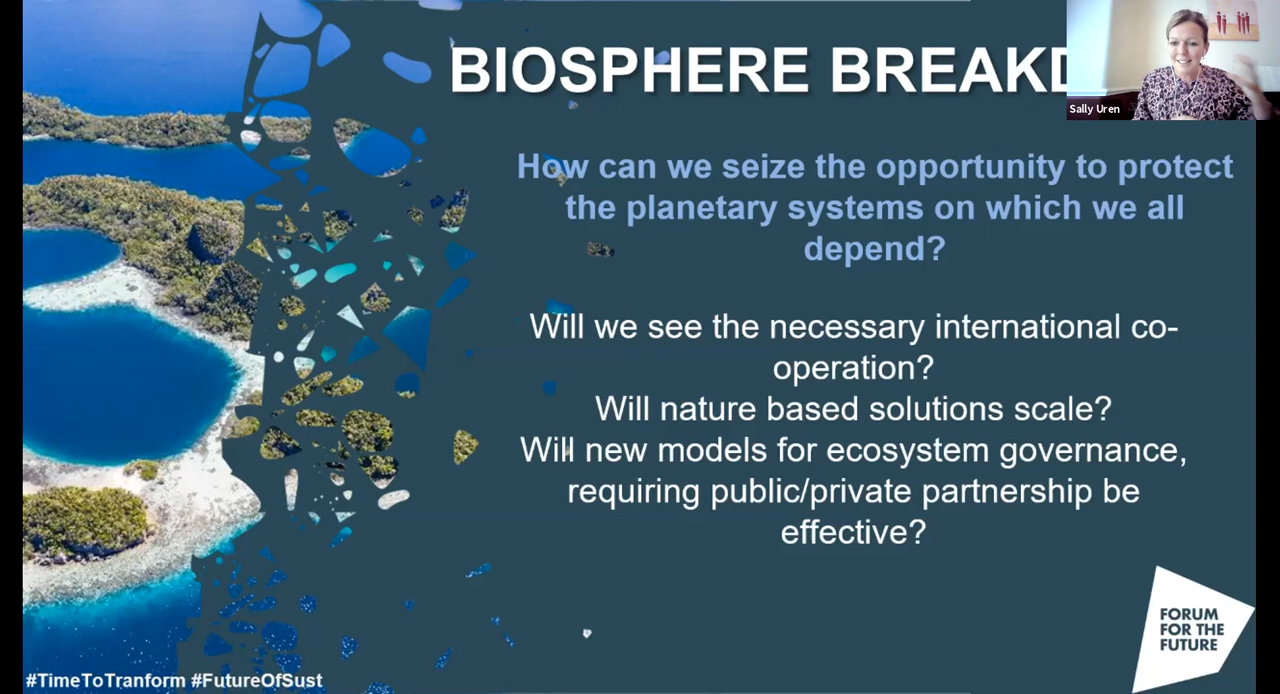 BIOSPHERE BREAKD
Sally Uren
How can we seize the opportunity to protect
the planetary systems on which we all
depend?
Will we see the necessary international co-
operation?
Will nature based solutions scale?
Will new models for ecosystem governance,
requiring public/private partnership be
effective?
FORUM
FOR THE
FUTURE
#TimeToTranform #FutureOfSust